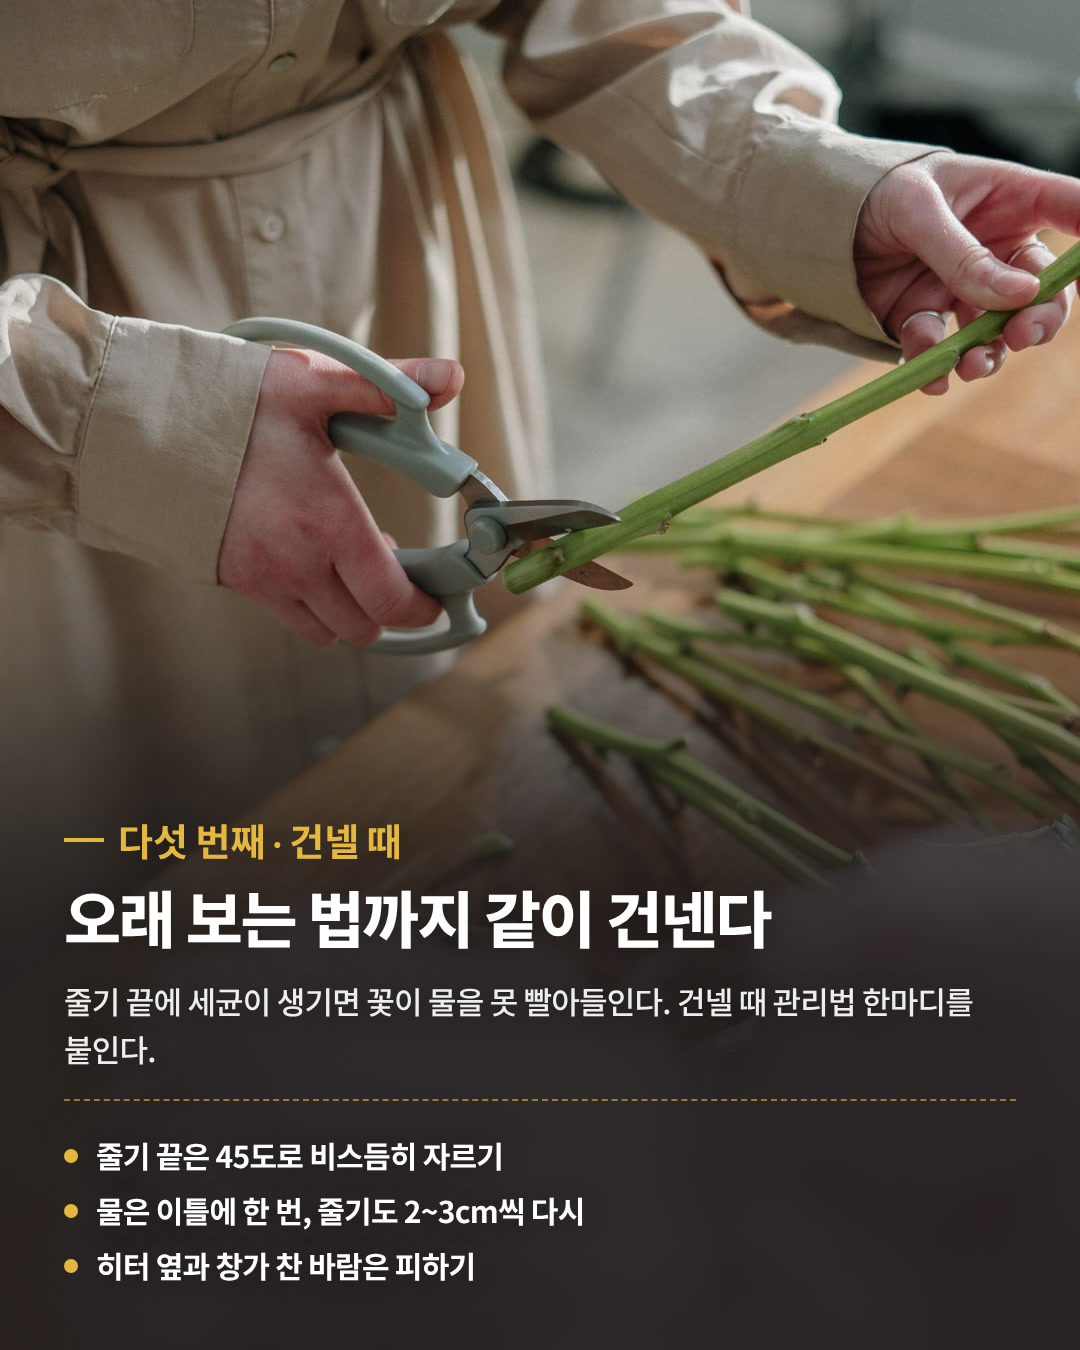 다섯 번째 · 건넬 때
오래 보는 법까지 같이 건넨다
줄기 끝에 세균이 생기면 꽃이 물을 못 빨아들인다. 건넬 때 관리법 한마디를
붙인다.
줄기 끝은 45도로 비스듬히 자르기
물은 이틀에 한 번, 줄기도 2~3cm씩 다시
히터 옆과 창가 찬 바람은 피하기